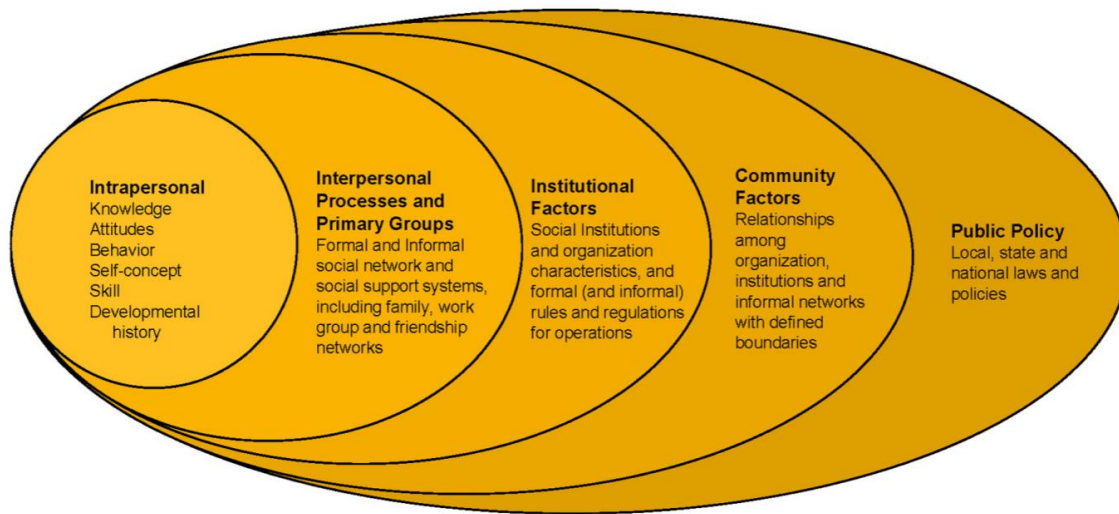 Intrapersonal
Knowledge
Attitudes
Behavior
Self-concept
Skill
Developmental
history
Interpersonal
Processes and
Primary Groups
Formal and Informal
social network and
social support systems,
including family, work
group and friendship
networks
Institutional
Factors
Social Institutions
and organization
characteristics, and
formal (and informal)
rules and regulations
for operations
Community
Factors
Relationships
among
organization,
institutions and
informal networks
with defined
boundaries
Public Policy
Local, state and
national laws and
policies